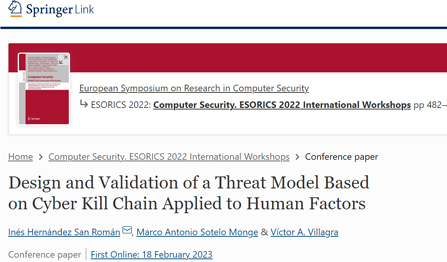 Springer Link
European Symposium on Research in Computer Security
↳ ESORICS 2022: Computer Security. ESORICS 2022 International Workshops pp 482–
Home > Computer Security. ESORICS 2022 International Workshops > Conference paper
Design and Validation of a Threat Model Based
on Cyber Kill Chain Applied to Human Factors
Inés Hernández San Román, Marco Antonio Sotelo Monge & Víctor A. Villagra
Conference paper | First Online: 18 February 2023